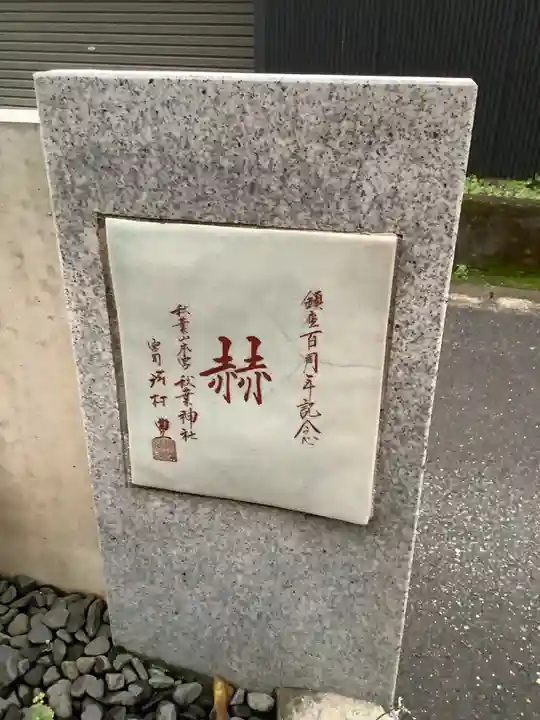 鎮座百周年記念
赫
秋葉山本宮秋葉神社
宮司 河村 豊